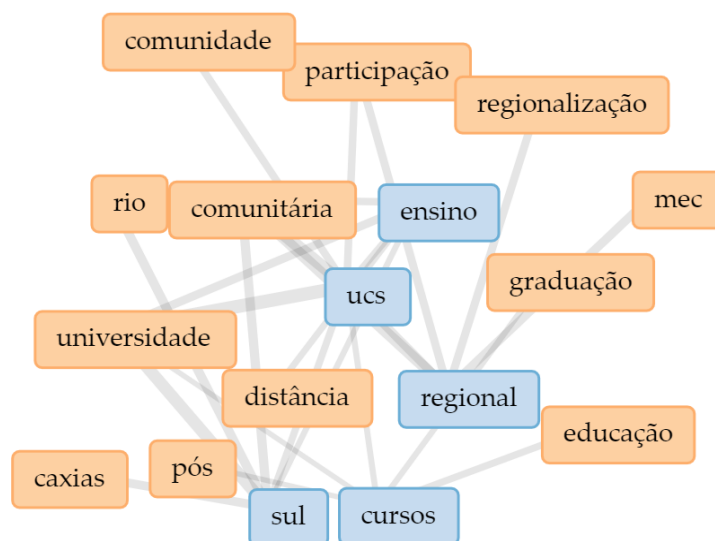 comunidade
participação
regionalização
rio
comunitária
ensino
mec
ucs
graduação
universidade
distância
regional
educação
caxias
pós
sul
cursos